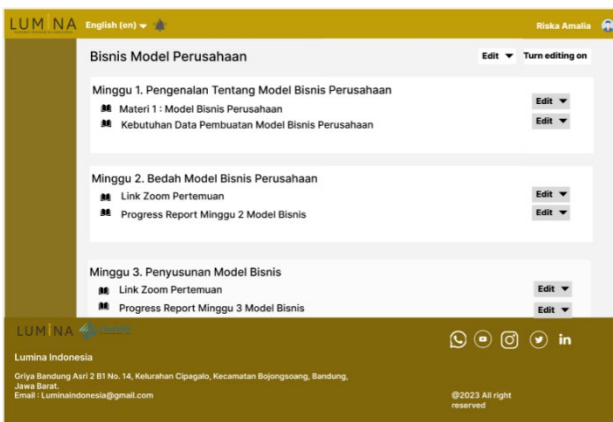 LUMINA English (en) Riska Amalia
Bisnis Model Perusahaan Edit Turn editing on
Minggu 1. Pengenalan Tentang Model Bisnis Perusahaan
Materi 1 : Model Bisnis Perusahaan Edit
Kebutuhan Data Pembuatan Model Bisnis Perusahaan Edit
Minggu 2. Bedah Model Bisnis Perusahaan
Link Zoom Pertemuan Edit
Progress Report Minggu 2 Model Bisnis Edit
Minggu 3. Penyusunan Model Bisnis
Link Zoom Pertemuan Edit
Progress Report Minggu 3 Model Bisnis Edit
LUMINA
in
Lumina Indonesia
Griya Bandung Asri 2 B1 No. 14, Kelurahan Cipagalo, Kecamatan Bojongsoang, Bandung,
Jawa Barat.
Email : Luminaindonesia@gmail.com
@2023 All right
reserved